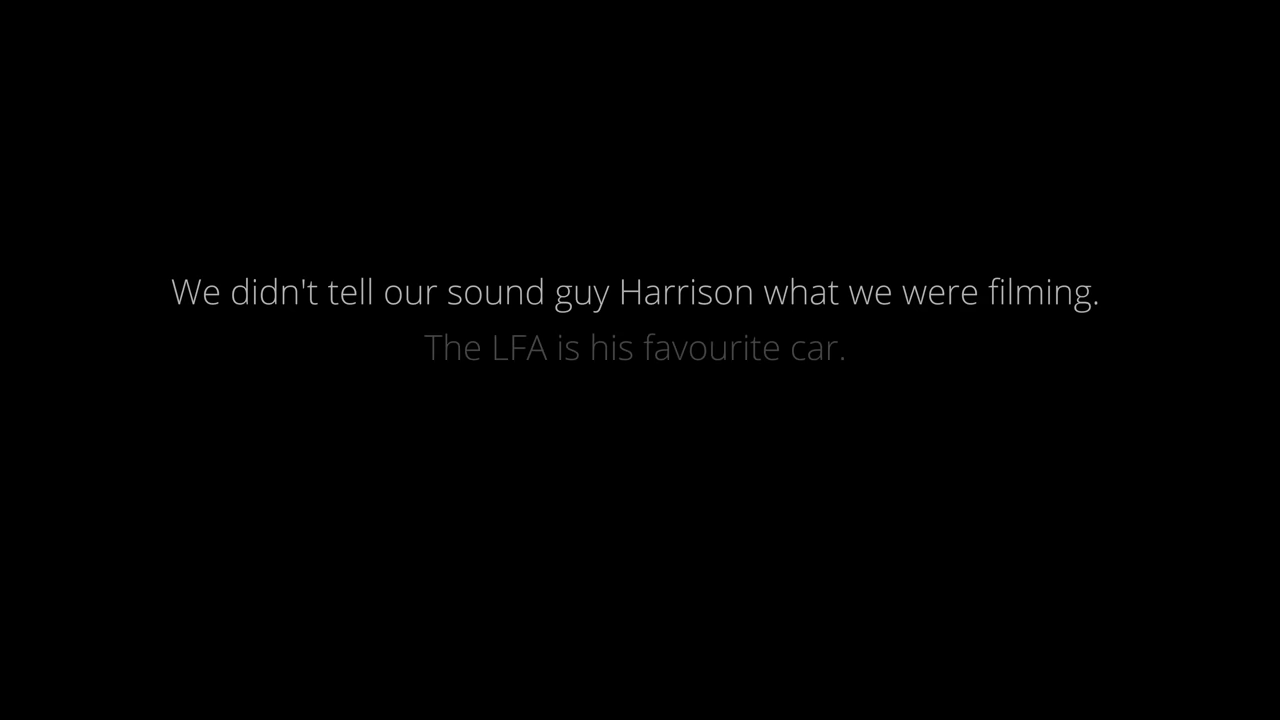 We didn't tell our sound guy Harrison what we were filming.
The LFA is his favourite car.